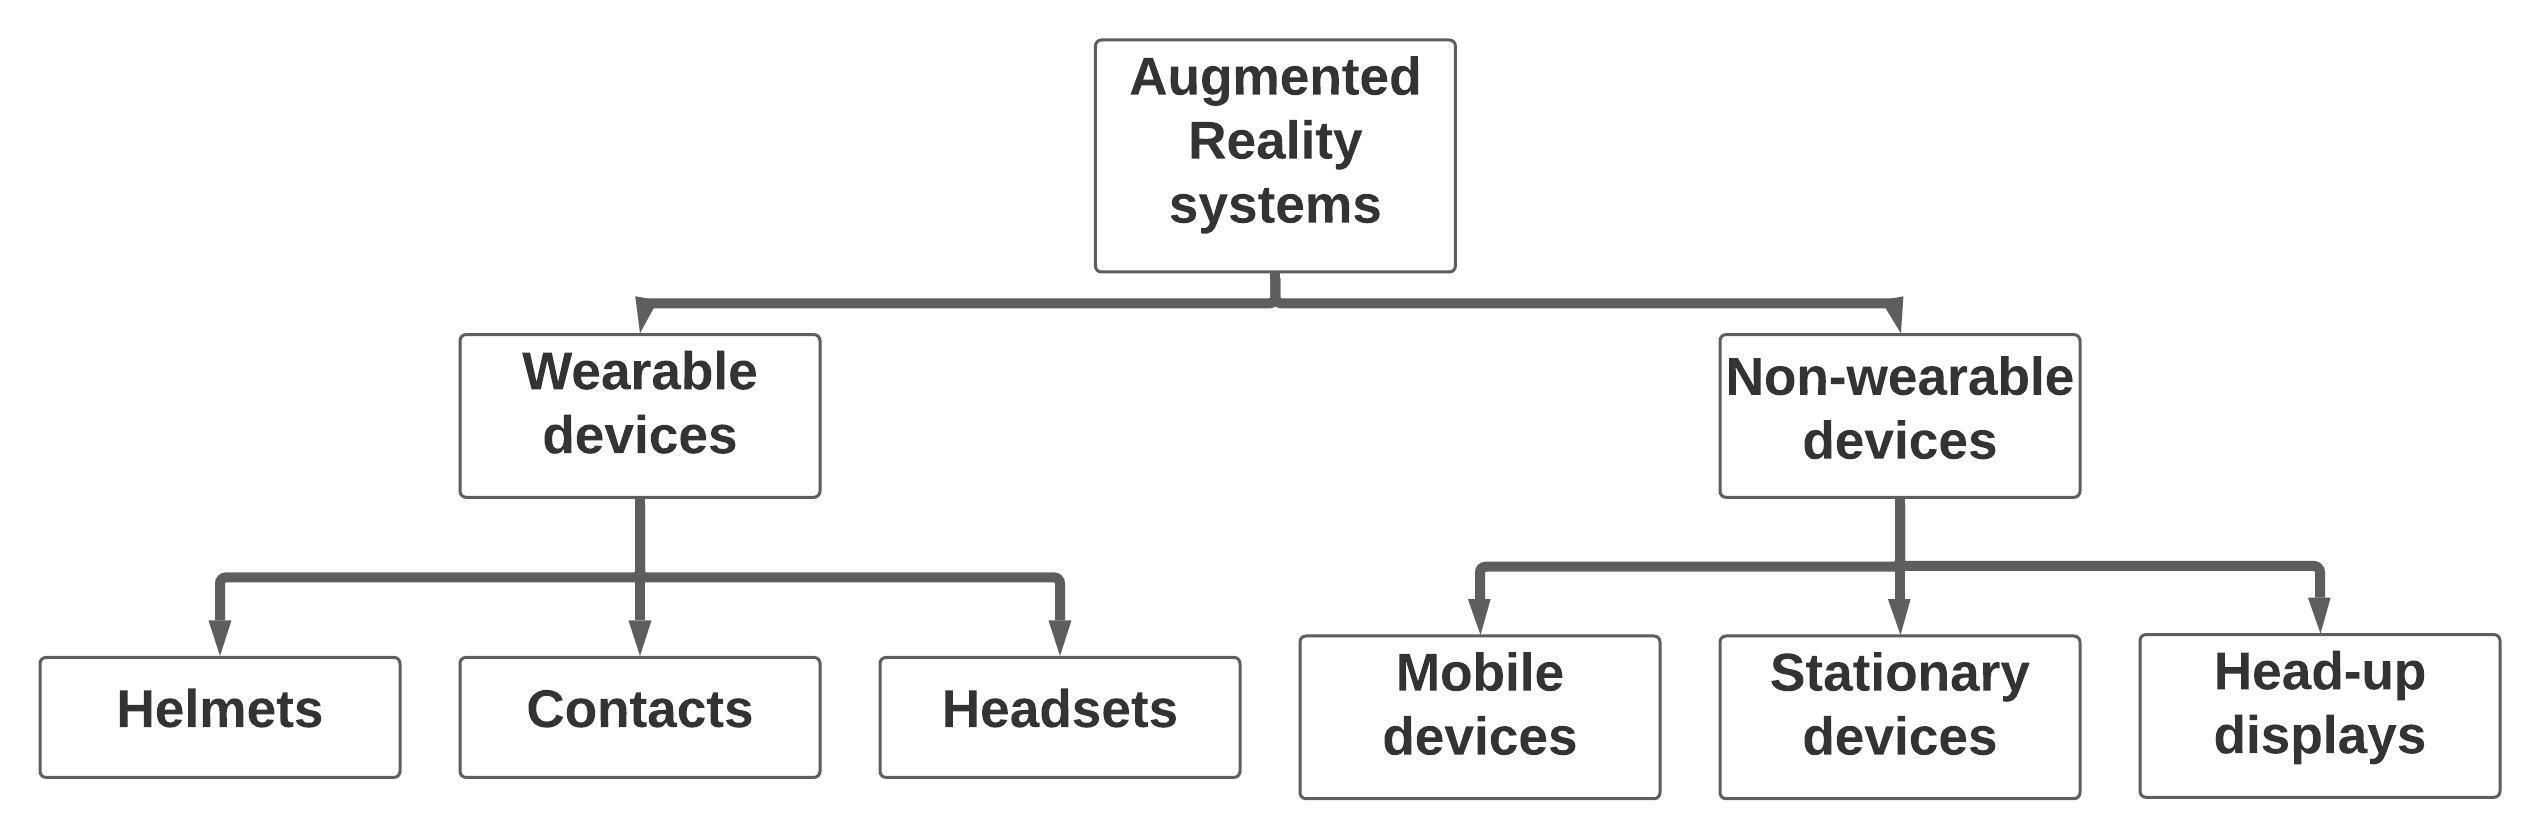 Augmented
Reality
systems
Wearable
devices
Non-wearable
devices
Helmets
Contacts
Headsets
Mobile
devices
Stationary
devices
Head-up
displays